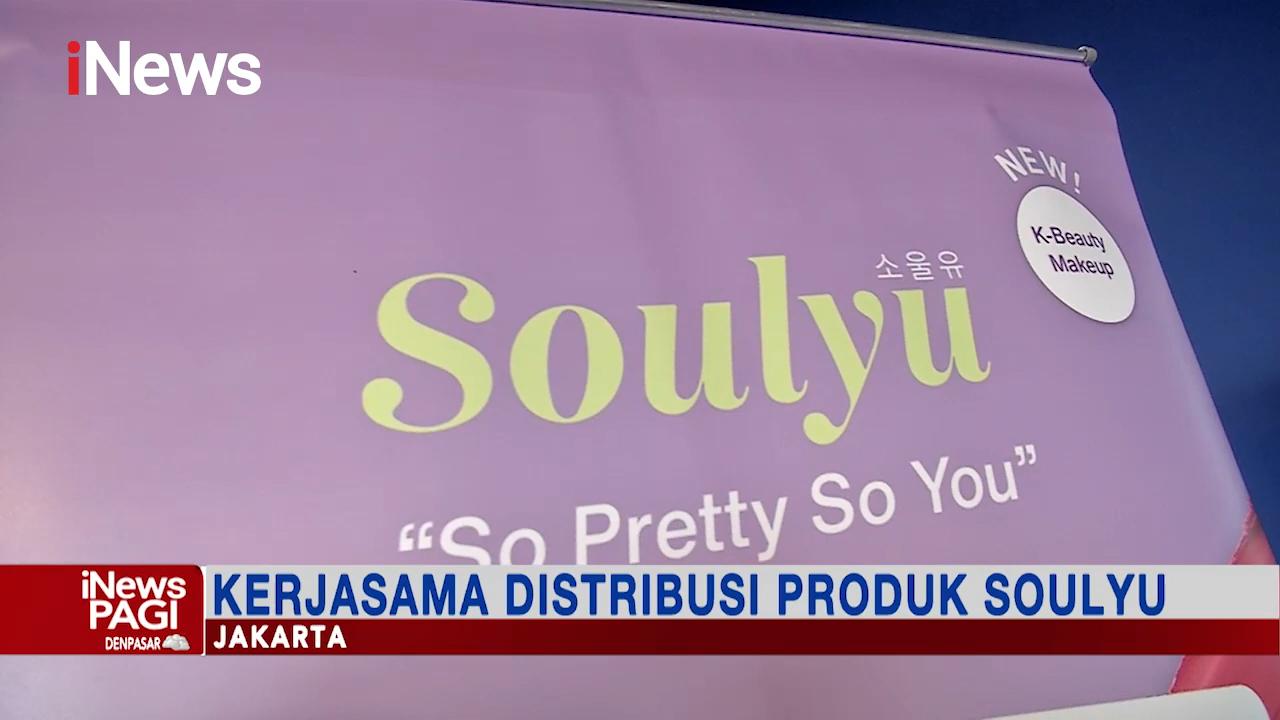 iNews
NEW!
K-Beauty
Makeup
소울유
Soulyu
“So Pretty So You”
iNews
PAGI
DENPASAR
KERJASAMA DISTRIBUSI PRODUK SOULYU
JAKARTA